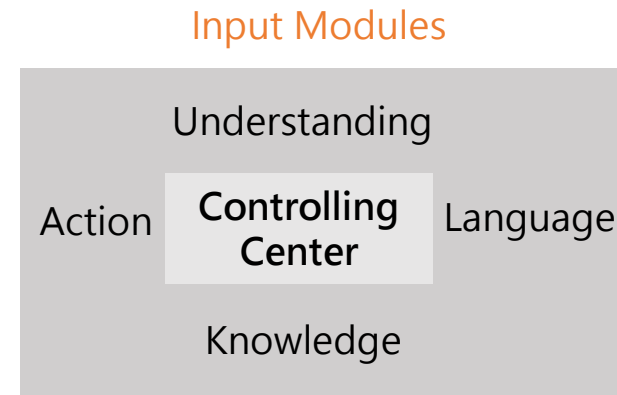 Input Modules
Understanding
Action
Controlling
Center
Language
Knowledge